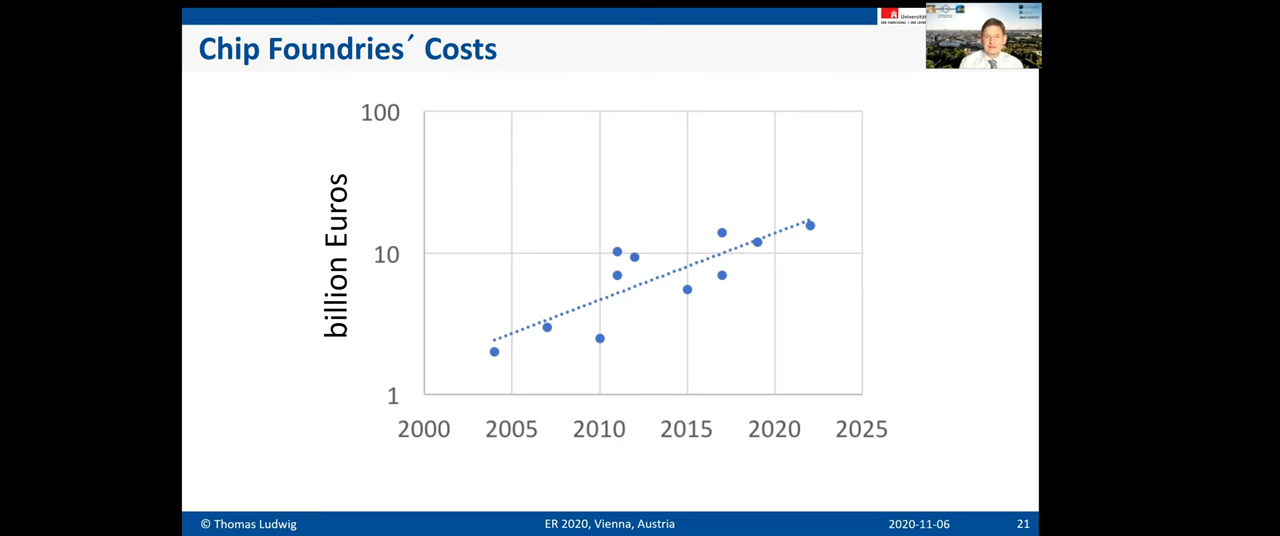 Universität
Chip Foundries´ Costs
100
10
1
billion Euros
2000 2005 2010 2015 2020 2025
© Thomas Ludwig ER 2020, Vienna, Austria 2020-11-06 21